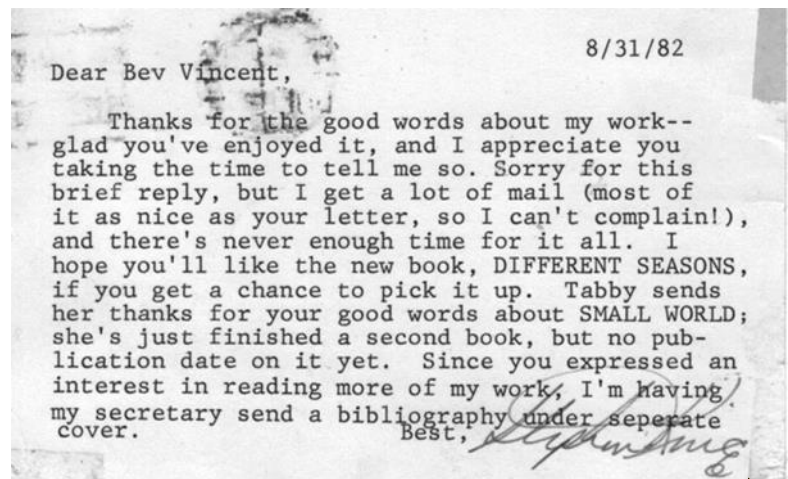 8/31/82
Dear Bev Vincent,
Thanks for the good words about my work--
glad you've enjoyed it, and I appreciate you
taking the time to tell me so. Sorry for this
brief reply, but I get a lot of mail (most of
it as nice as your letter, so I can't complain!),
and there's never enough time for it all. I
hope you'll like the new book, DIFFERENT SEASONS,
if you get a chance to pick it up. Tabby sends
her thanks for your good words about SMALL WORLD;
she's just finished a second book, but no pub-
lication date on it yet. Since you expressed an
interest in reading more of my work, I'm having
my secretary send a bibliography under seperate
cover. Best, Stephen King